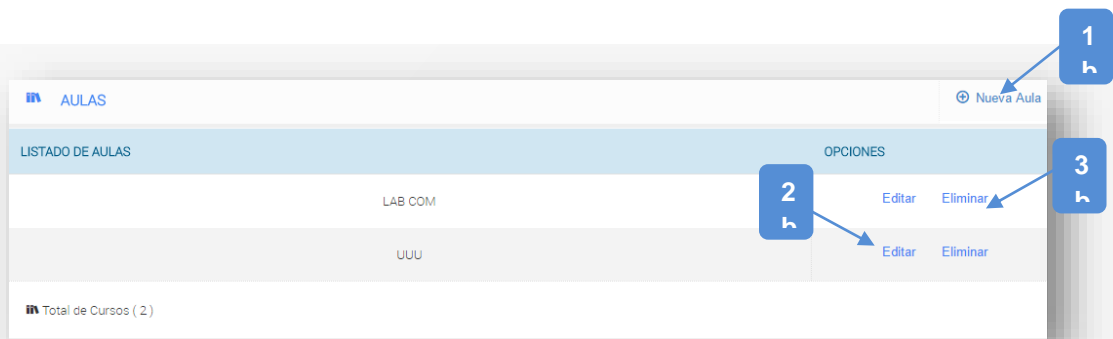 1
b
AULAS
Nueva Aula
LISTADO DE AULAS
OPCIONES
3
b
2
b
LAB COM
Editar
Eliminar
UUU
Editar
Eliminar
Total de Cursos ( 2 )